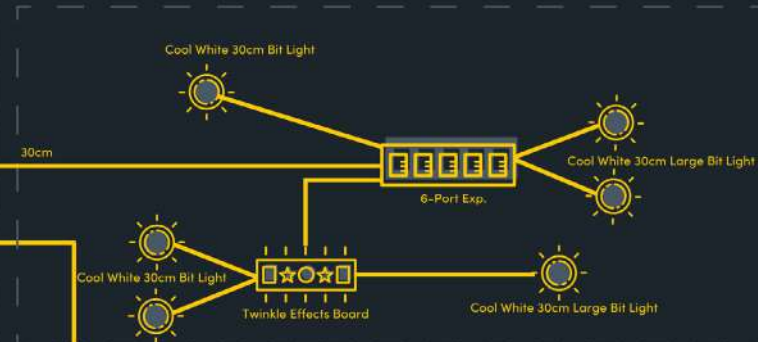 Cool White 30cm Bit Light
30cm
Cool White 30cm Large Bit Light
6-Port Exp.
Cool White 30cm Bit Light
Cool White 30cm Large Bit Light
Twinkle Effects Board